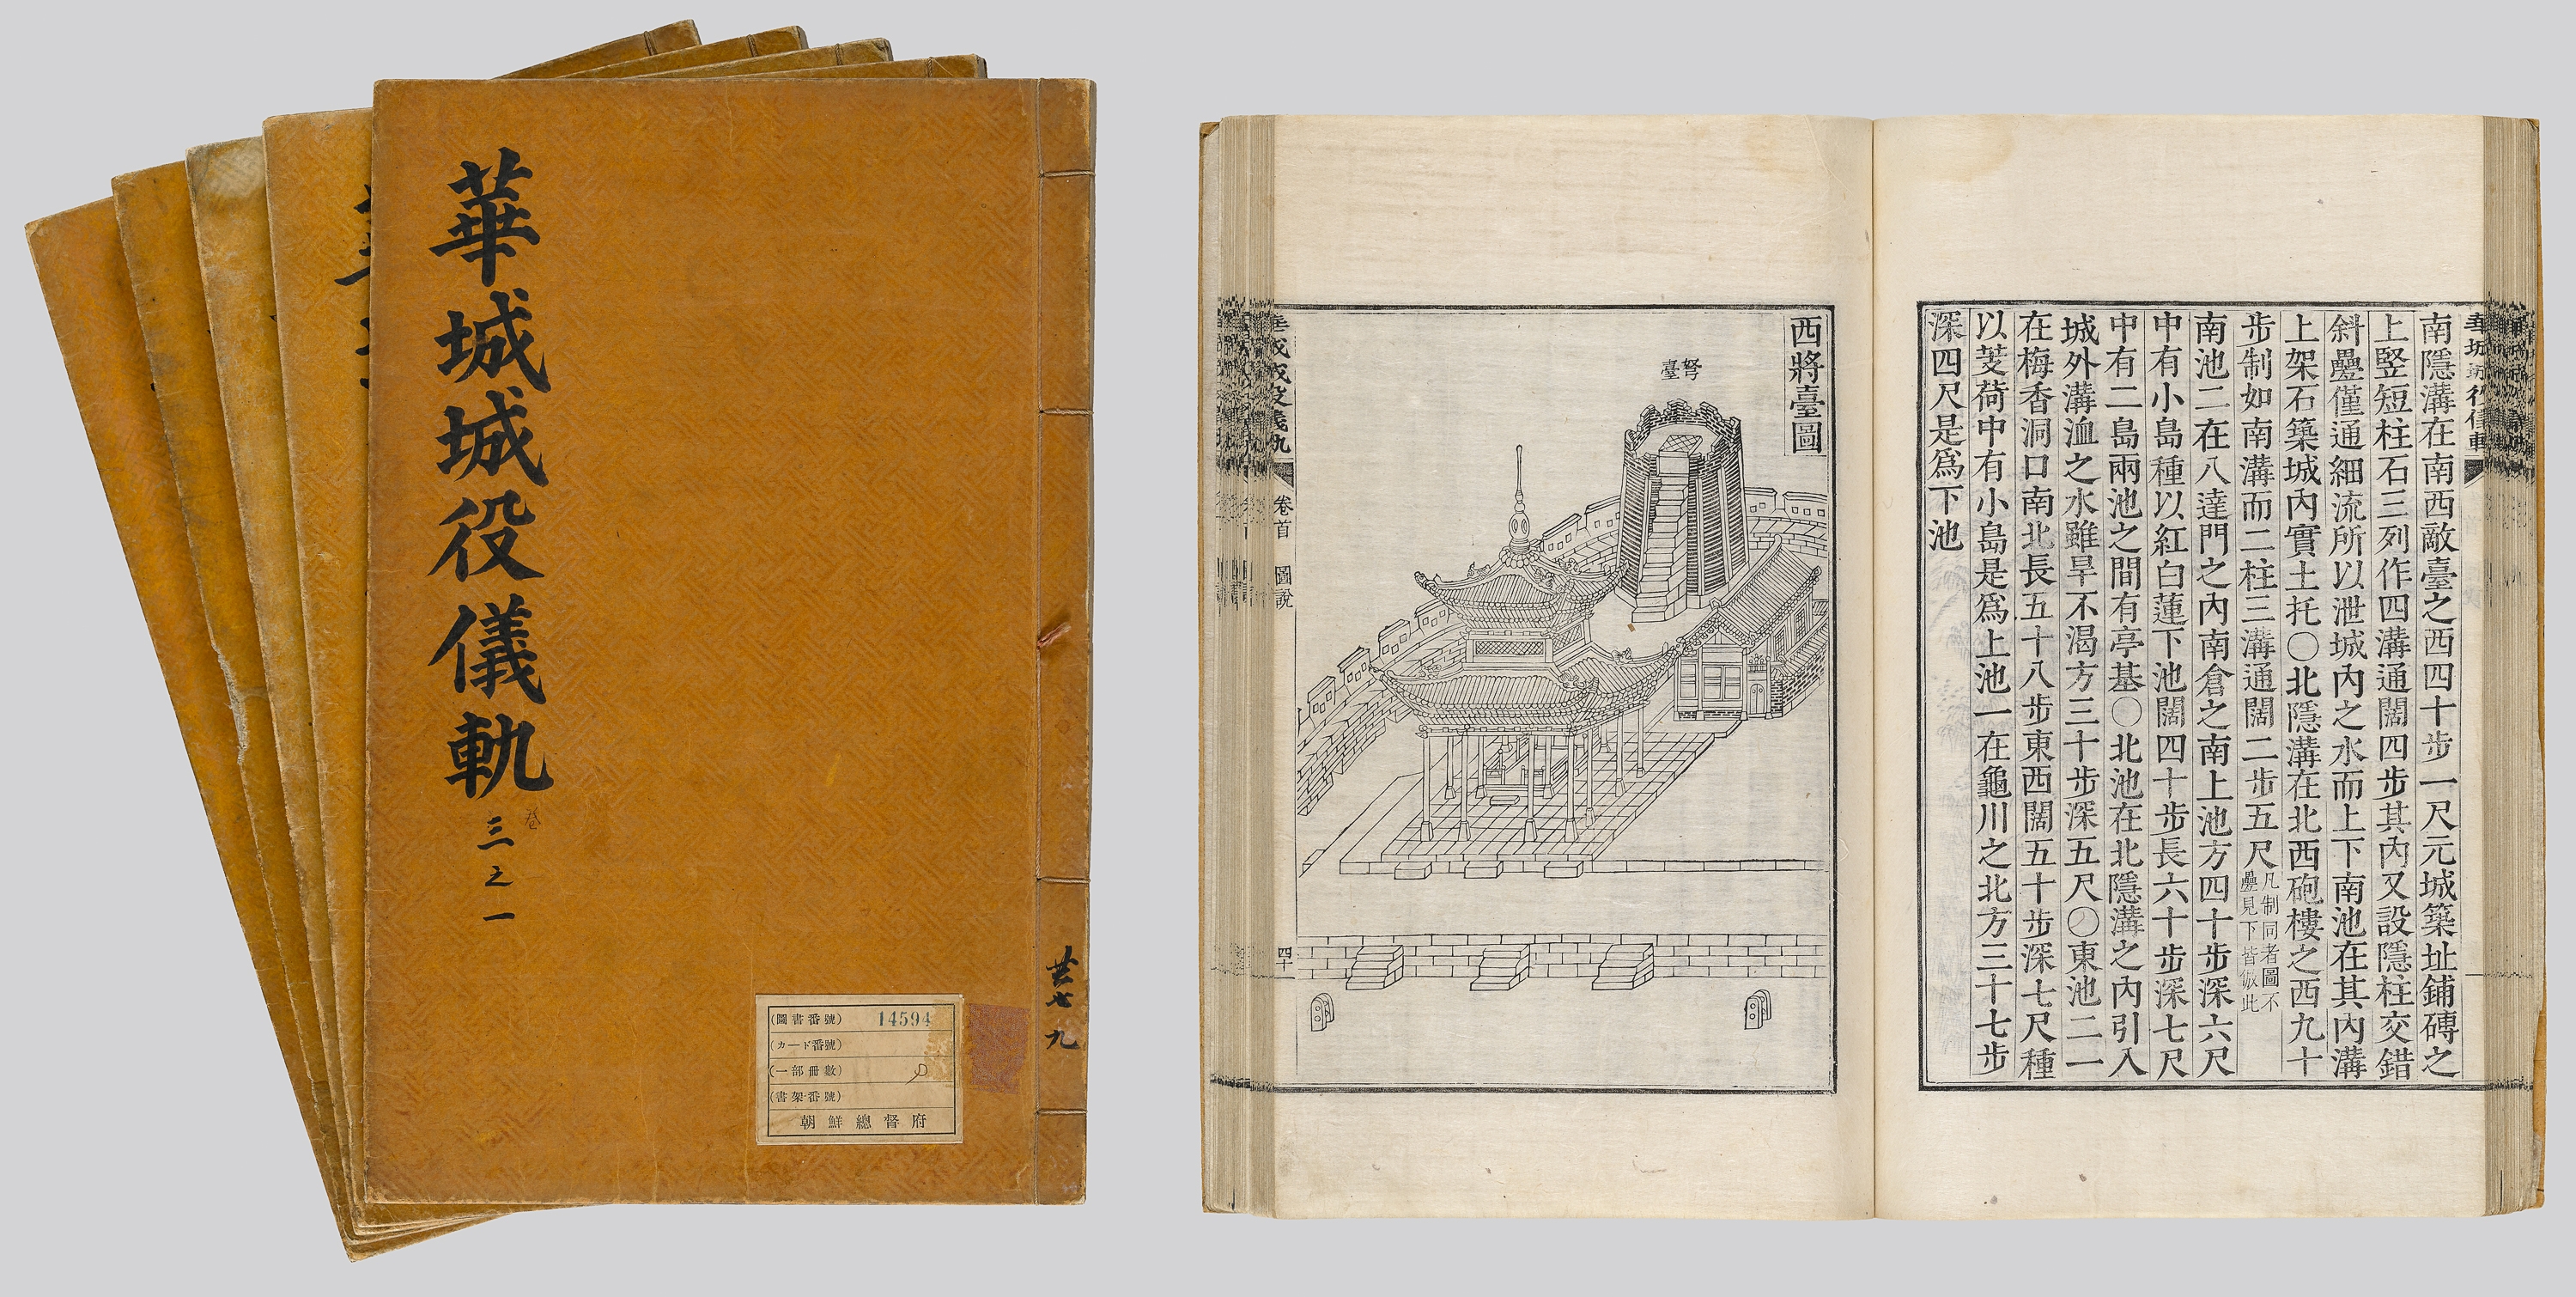 華城城役儀軌
卷
三之一
共七
九
(圖書番號) 14594
(カード番號)
(一部冊數) 9
(書架番號)
朝鮮總督府
南隱溝在南西敵臺之西四十步一尺元城築址鋪磚之
上竪短柱石三列作四溝通闊四步其內又設隱柱交錯
斜疊僅通細流所以泄城內之水而上下南池在其內溝
上架石築城內實土托〇北隱溝在北西砲樓之西九十
步制如南溝而二柱三溝通闊二步五尺凡制同者圖不疊見下皆倣此
南池二在八達門之內南倉之南上池方四十步深六尺
中有小島種以紅白蓮下池闊四十步長六十步深七尺
中有二島兩池之間有亭基〇北池在北隱溝之內引入
城外溝洫之水雖旱不渴方三十步深五尺〇東池二一
在梅香洞口南北長五十八步東西闊五十步深七尺種
以芰荷中有小島是爲上池一在龜川之北方三十七步
深四尺是爲下池
西將臺圖
弩臺
華城城役儀軌
卷首
圖說
四十